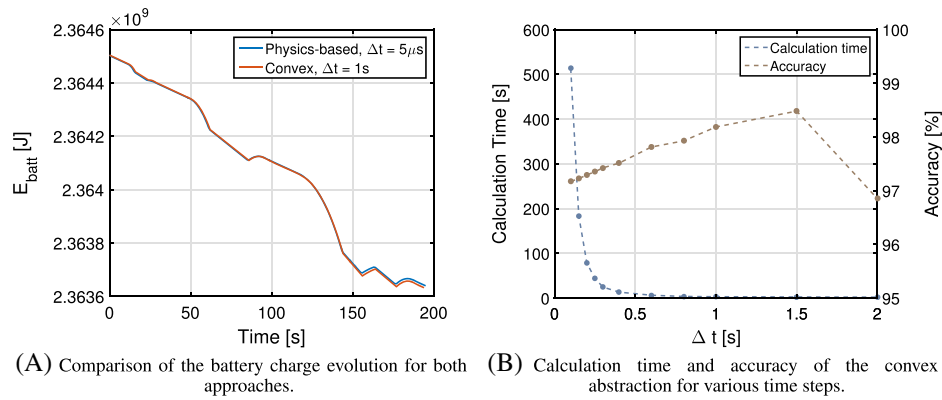 ×10⁹
2.3646
2.3644
2.3642
2.364
2.3638
2.3636
E_batt [J]
0 50 100 150 200
Time [s]
Physics-based, Δt = 5μs
Convex, Δt = 1s
(A) Comparison of the battery charge evolution for both
approaches.
600
500
400
300
200
100
0
Calculation Time [s]
0 0.5 1 1.5 2
Δ t [s]
100
99
98
97
96
95
Accuracy [%]
Calculation time
Accuracy
(B) Calculation time and accuracy of the convex
abstraction for various time steps.